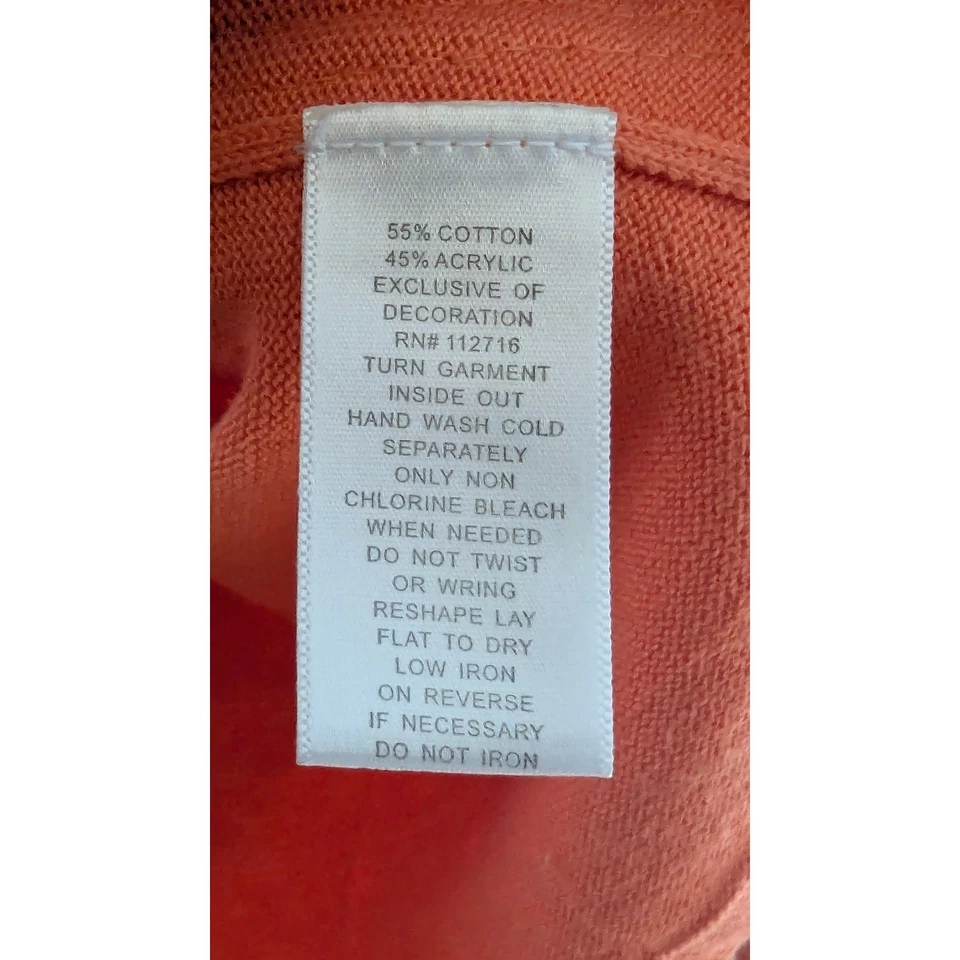 55% COTTON
45% ACRYLIC
EXCLUSIVE OF
DECORATION
RN# 112716
TURN GARMENT
INSIDE OUT
HAND WASH COLD
SEPARATELY
ONLY NON
CHLORINE BLEACH
WHEN NEEDED
DO NOT TWIST
OR WRING
RESHAPE LAY
FLAT TO DRY
LOW IRON
ON REVERSE
IF NECESSARY
DO NOT IRON